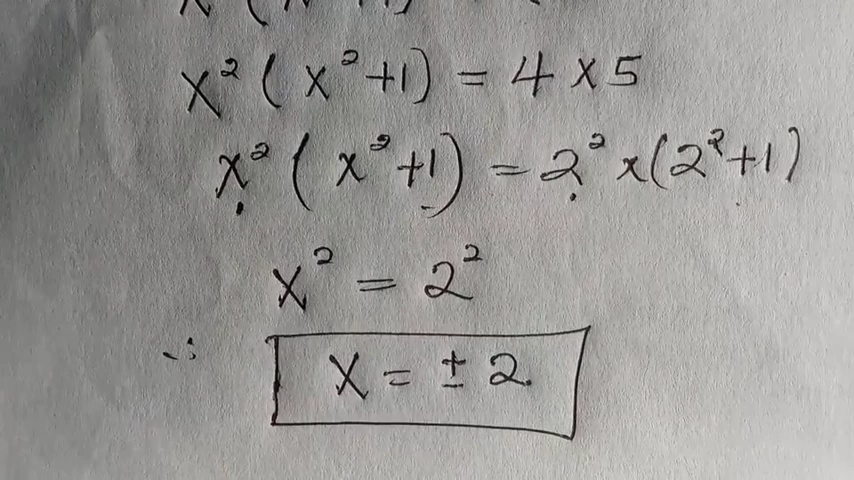 x² (x² + 1) = 4 × 5
x² (x² + 1) = 2² × (2² + 1)
x² = 2²
∴ x = ± 2